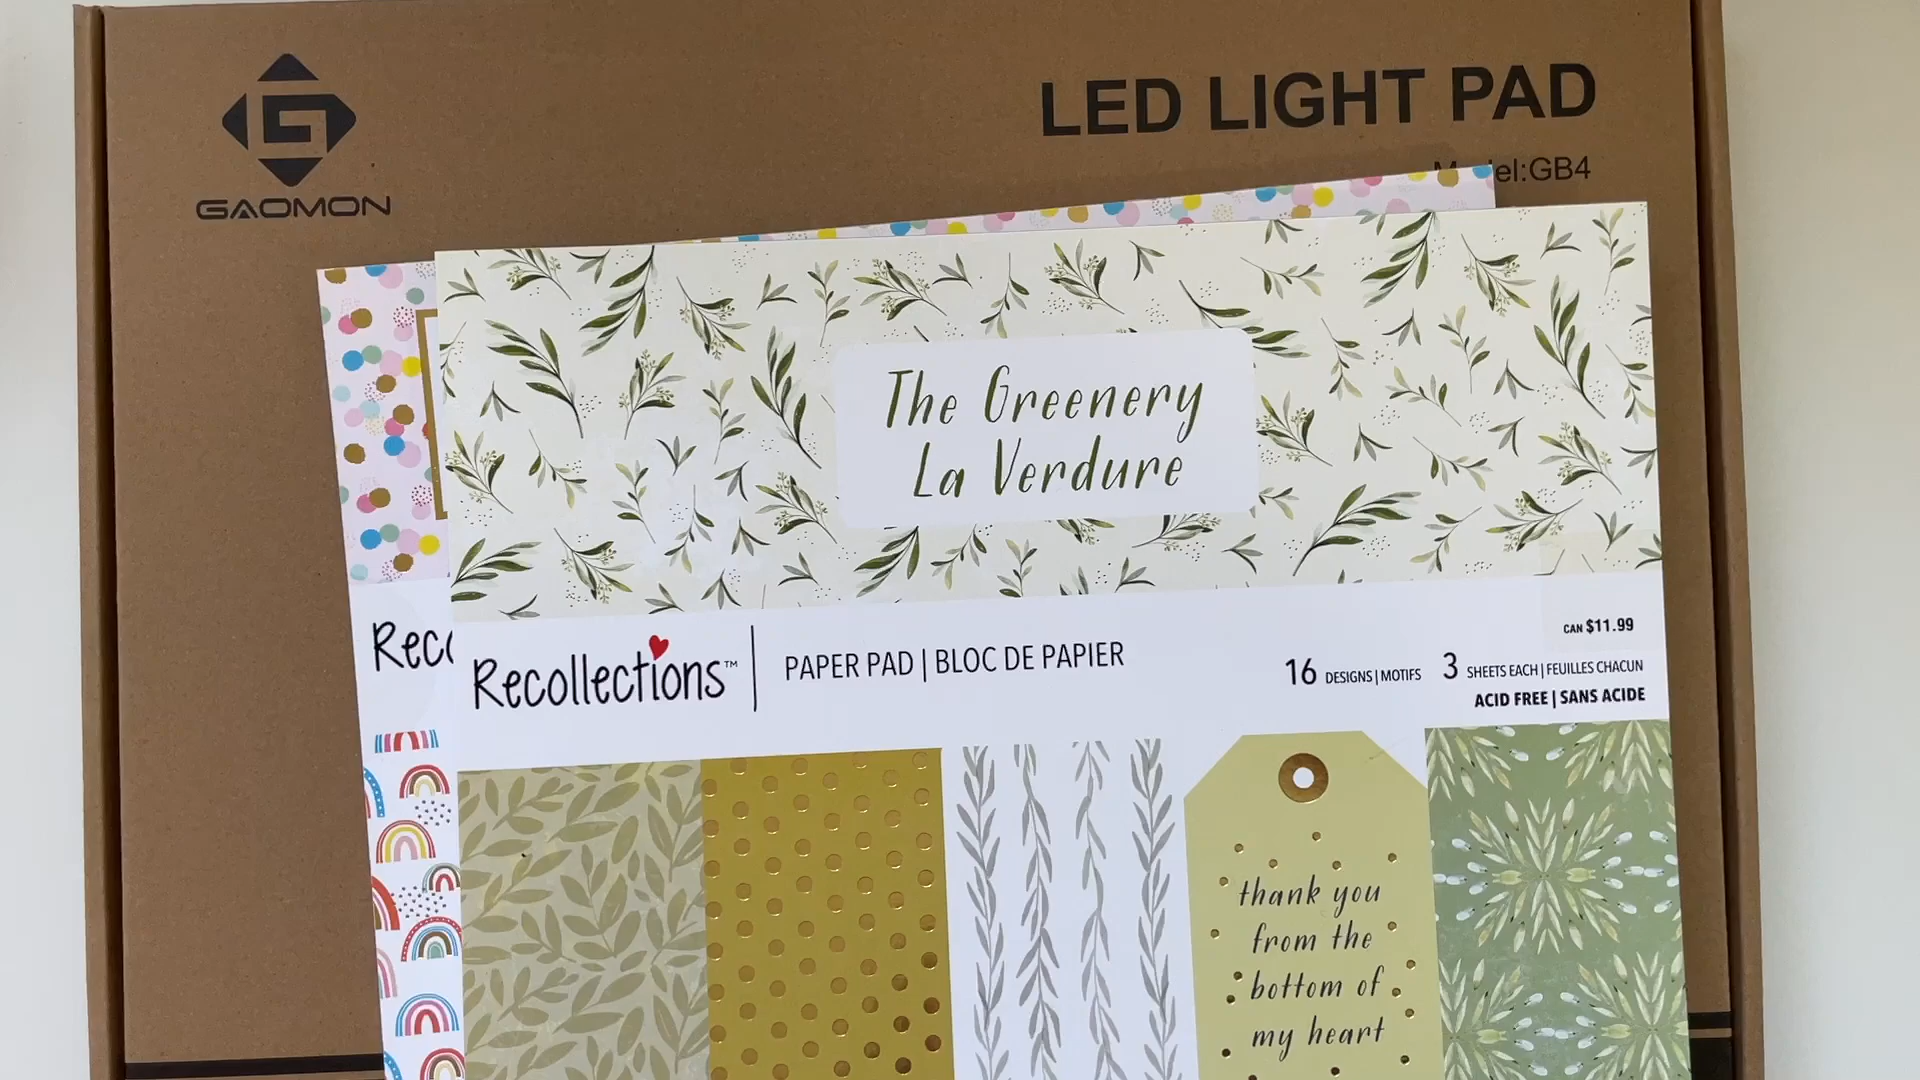 GAOMON
LED LIGHT PAD
el:GB4
The Greenery
La Verdure
CAN $11.99
Recollections™
PAPER PAD | BLOC DE PAPIER
16 DESIGNS | MOTIFS 3 SHEETS EACH | FEUILLES CHACUN
ACID FREE | SANS ACIDE
Reco
thank you
from the
bottom of
my heart